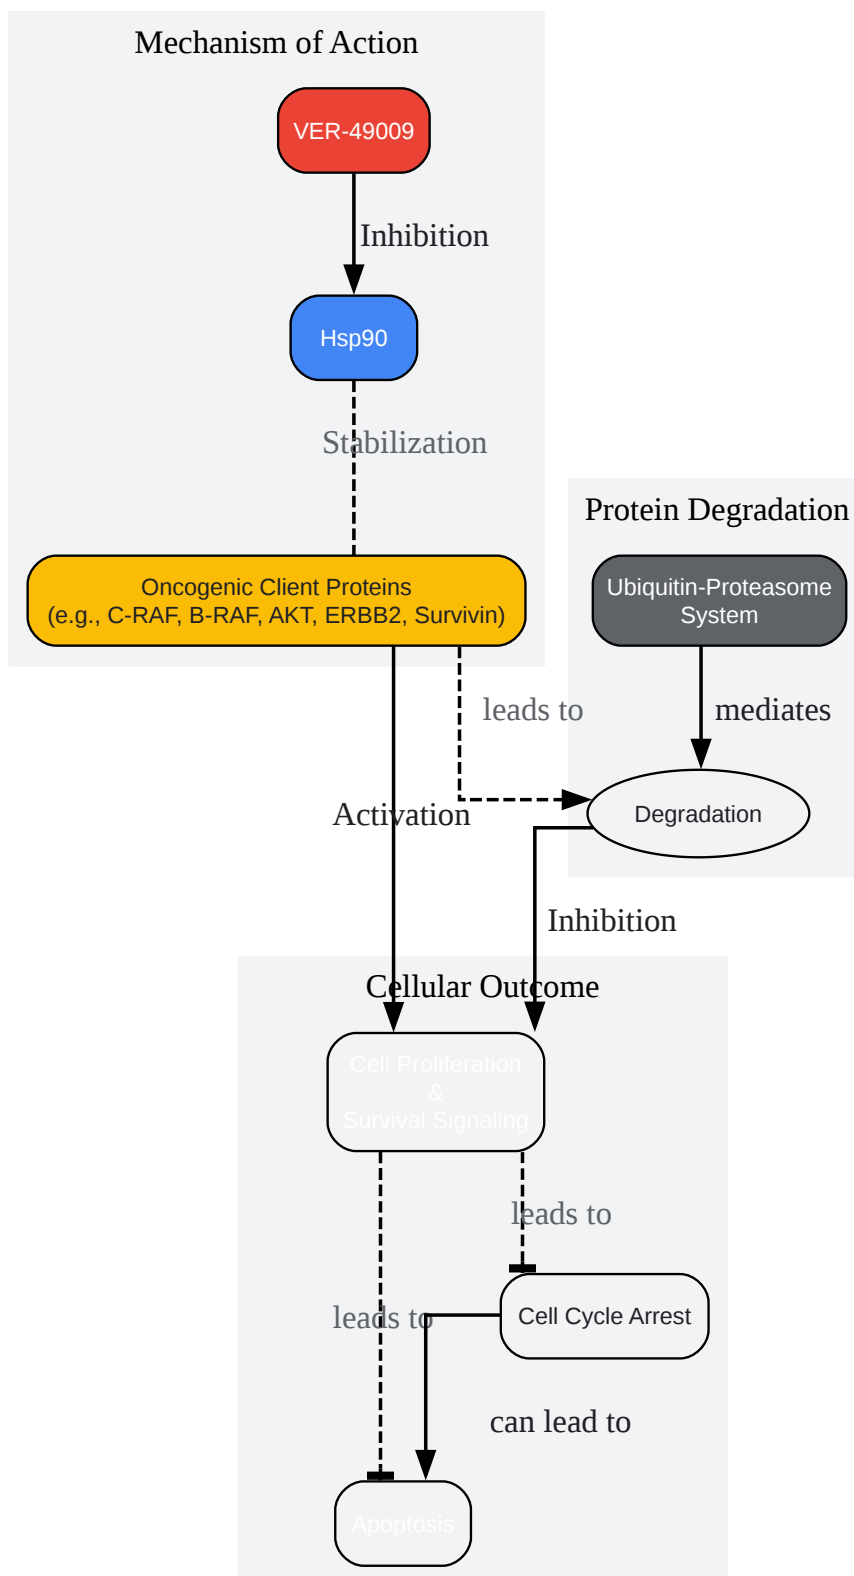 Mechanism of Action
VER-49009
Inhibition
Hsp90
Stabilization
Oncogenic Client Proteins
(e.g., C-RAF, B-RAF, AKT, ERBB2, Survivin)
Protein Degradation
Ubiquitin-Proteasome
System
leads to
mediates
Activation
Degradation
Inhibition
Cellular Outcome
Cell Proliferation
&
Survival Signaling
leads to
leads to
Cell Cycle Arrest
can lead to
Apoptosis